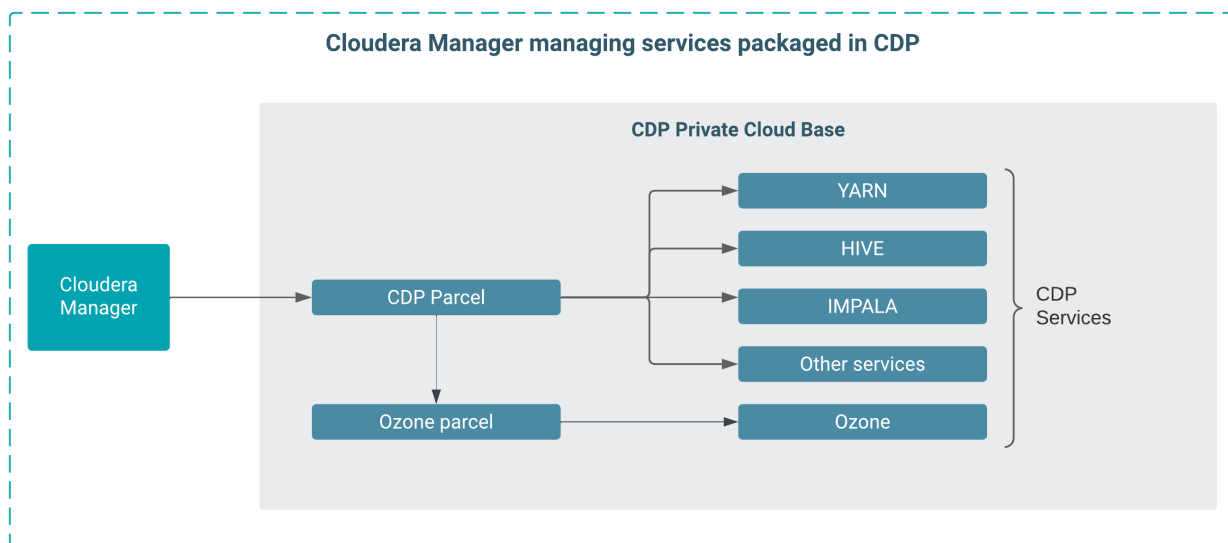 Cloudera Manager managing services packaged in CDP
CDP Private Cloud Base
YARN
HIVE
Cloudera
Manager
CDP Parcel
IMPALA
CDP
Services
Other services
Ozone parcel
Ozone